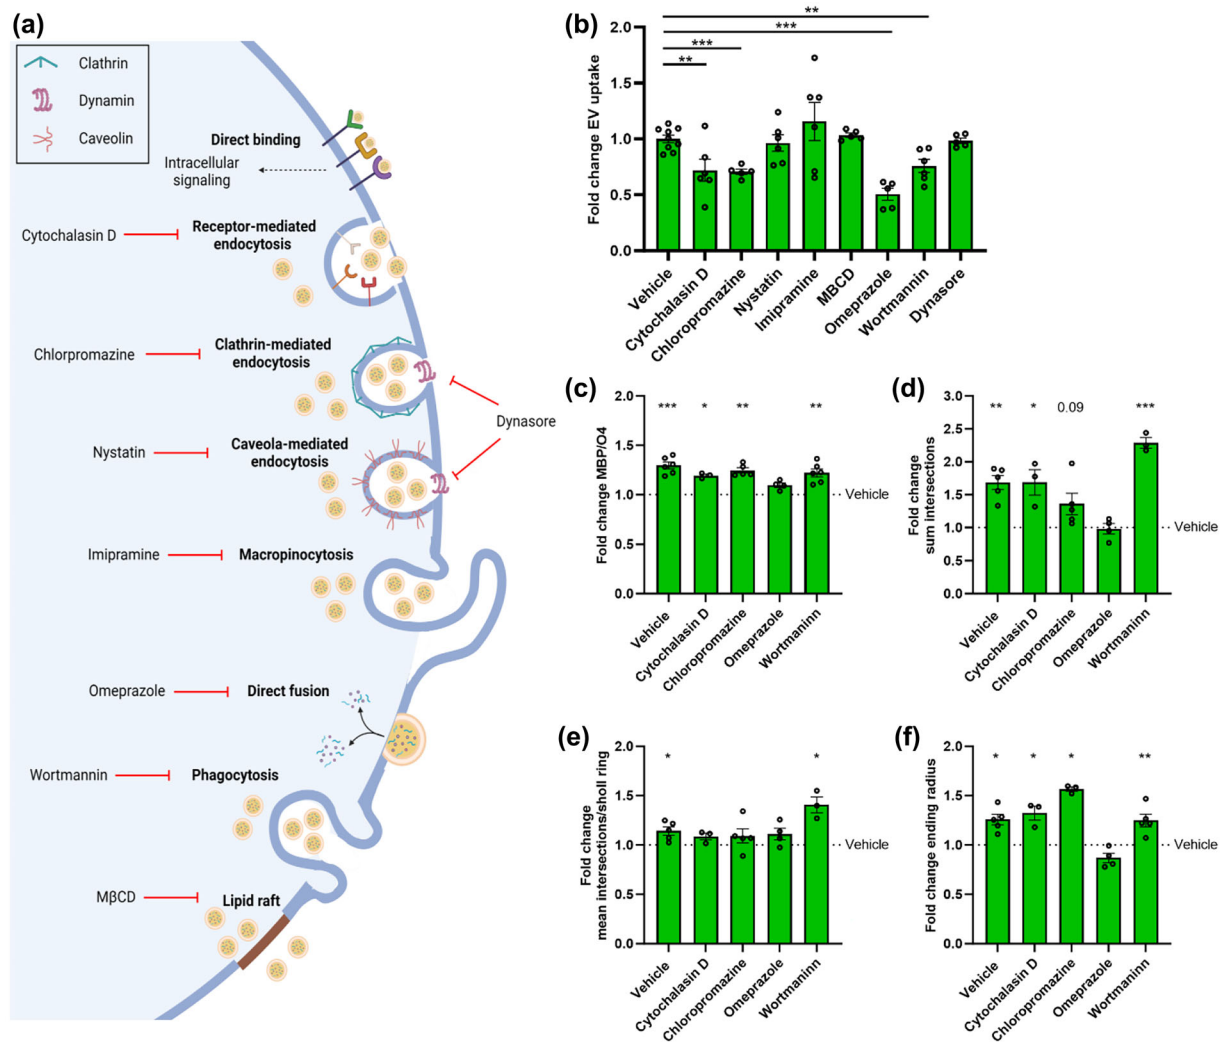 (a)
Clathrin
Dynamin
Caveolin
Direct binding
Intracellular
signaling
Cytochalasin D
Receptor-mediated
endocytosis
Chlorpromazine
Clathrin-mediated
endocytosis
Dynasore
Nystatin
Caveola-mediated
endocytosis
Imipramine
Macropinocytosis
Omeprazole
Direct fusion
Wortmannin
Phagocytosis
MβCD
Lipid raft
(b)
Fold change EV uptake
2.0
1.5
1.0
0.5
0.0
**
***
***
**
Vehicle
Cytochalasin D
Chloropromazine
Nystatin
Imipramine
MBCD
Omeprazole
Wortmannin
Dynasore
(c)
Fold change MBP/O4
2.0
1.5
1.0
0.5
0.0
***
*
**
**
Vehicle
Vehicle
Cytochalasin D
Chloropromazine
Omeprazole
Wortmaninn
(d)
Fold change
sum intersections
3.0
2.5
2.0
1.5
1.0
0.5
0.0
**
*
0.09
***
Vehicle
Vehicle
Cytochalasin D
Chloropromazine
Omeprazole
Wortmaninn
(e)
Fold change
mean intersections/sholl ring
2.0
1.5
1.0
0.5
0.0
*
*
Vehicle
Vehicle
Cytochalasin D
Chloropromazine
Omeprazole
Wortmaninn
(f)
Fold change ending radius
2.0
1.5
1.0
0.5
0.0
*
*
*
**
Vehicle
Vehicle
Cytochalasin D
Chloropromazine
Omeprazole
Wortmaninn